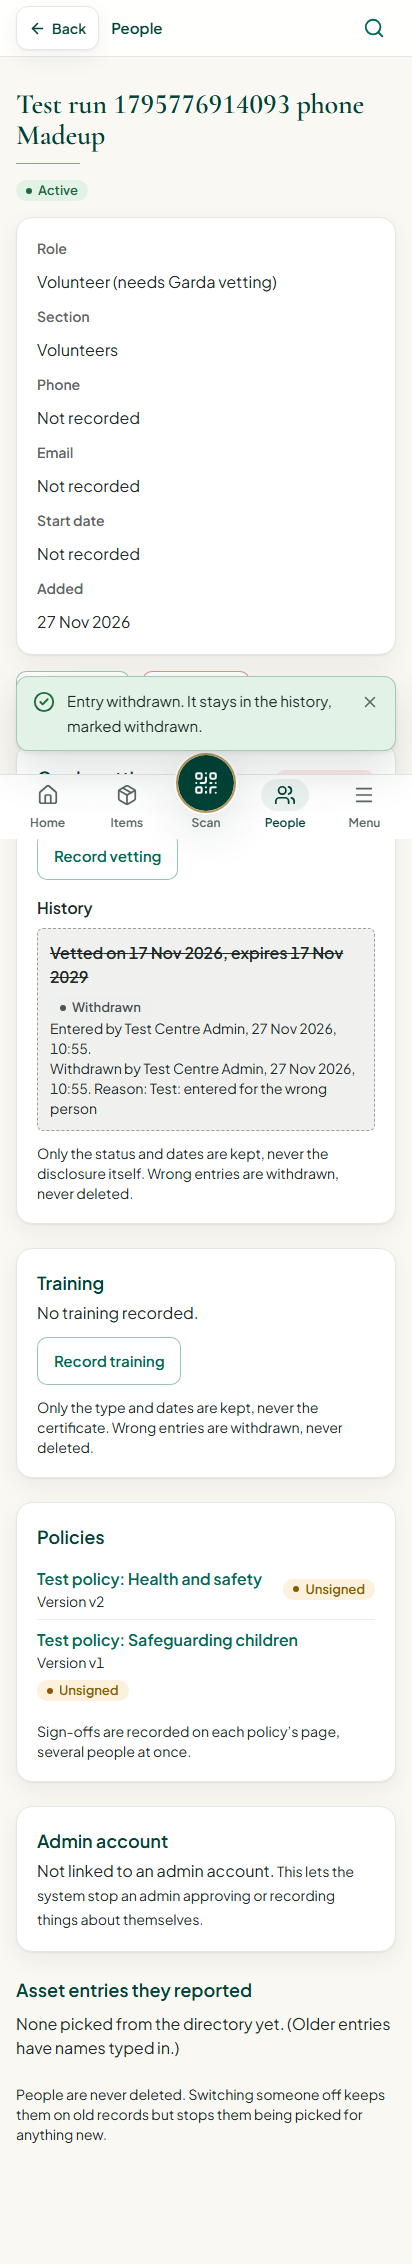 Back
People
Test run 1795776914093 phone
Madeup
Active
Role
Volunteer (needs Garda vetting)
Section
Volunteers
Phone
Not recorded
Email
Not recorded
Start date
Not recorded
Added
27 Nov 2026
Entry withdrawn. It stays in the history,
marked withdrawn.
Home
Items
Scan
People
Menu
Record vetting
History
Vetted on 17 Nov 2026, expires 17 Nov
2029
Withdrawn
Entered by Test Centre Admin, 27 Nov 2026,
10:55.
Withdrawn by Test Centre Admin, 27 Nov 2026,
10:55. Reason: Test: entered for the wrong
person
Only the status and dates are kept, never the
disclosure itself. Wrong entries are withdrawn,
never deleted.
Training
No training recorded.
Record training
Only the type and dates are kept, never the
certificate. Wrong entries are withdrawn, never
deleted.
Policies
Test policy: Health and safety
Version v2
Unsigned
Test policy: Safeguarding children
Version v1
Unsigned
Sign-offs are recorded on each policy's page,
several people at once.
Admin account
Not linked to an admin account. This lets the
system stop an admin approving or recording
things about themselves.
Asset entries they reported
None picked from the directory yet. (Older entries
have names typed in.)
People are never deleted. Switching someone off keeps
them on old records but stops them being picked for
anything new.